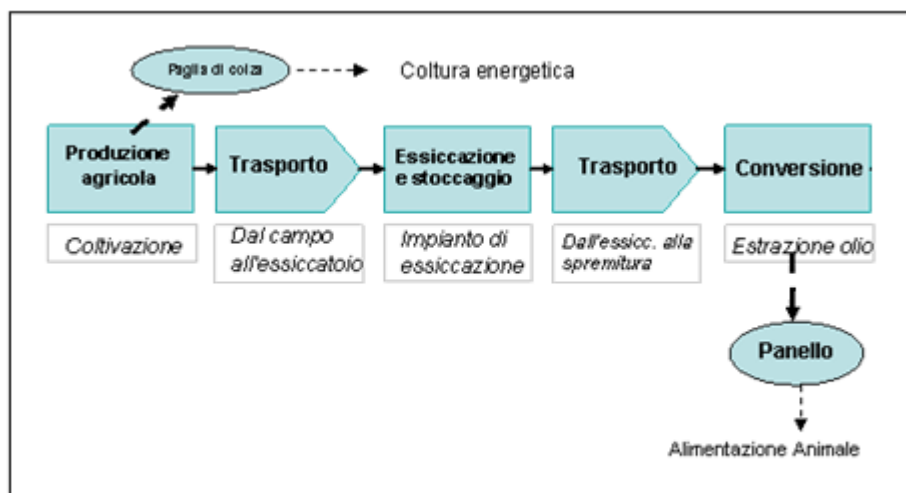 Paglia di colza
Coltura energetica
Produzione
agricola
Trasporto
Essiccazione
e stoccaggio
Trasporto
Conversione
Coltivazione
Dal campo
all'essiccatoio
Impianto di
essiccazione
Dall'essicc. alla
spremitura
Estrazione olio
Panello
Alimentazione Animale